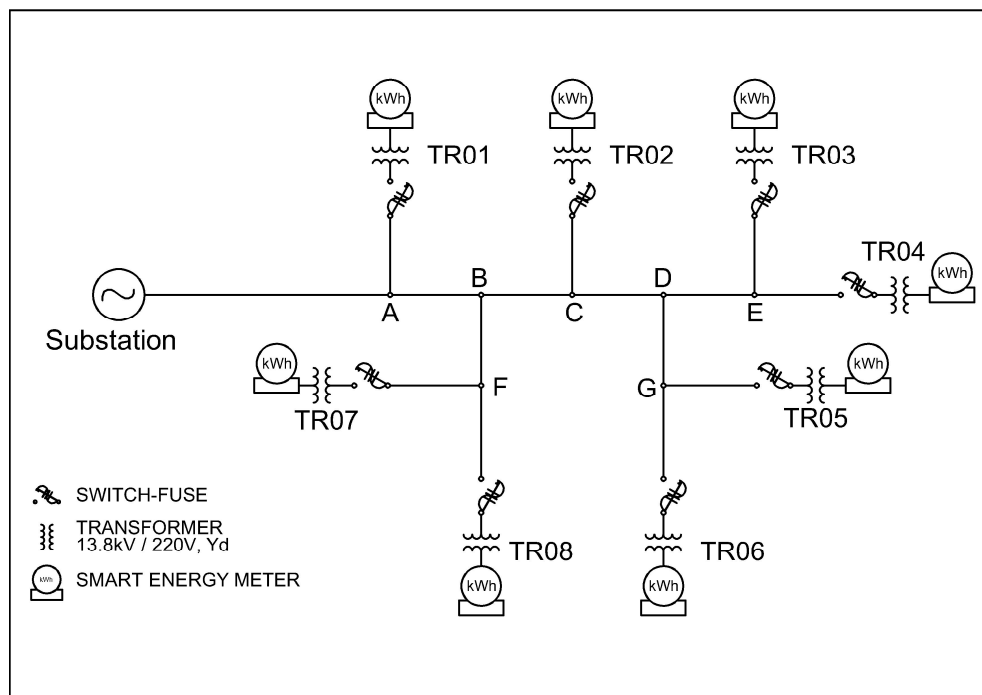 kWh
kWh
kWh
TR01
TR02
TR03
TR04
kWh
B
D
A
C
E
Substation
kWh
F
G
kWh
TR07
TR05
SWITCH-FUSE
TRANSFORMER
13.8kV / 220V, Yd
TR08
TR06
kWh
SMART ENERGY METER
kWh
kWh